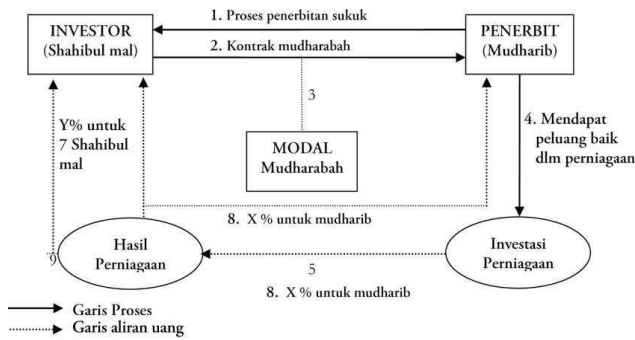 1. Proses penerbitan sukuk
INVESTOR
(Shahibul mal)
PENERBIT
(Mudharib)
2. Kontrak mudharabah
3
Y% untuk
7 Shahibul
mal
MODAL
Mudharabah
4. Mendapat
peluang baik
dlm perniagaan
8. X % untuk mudharib
Hasil
Perniagaan
Investasi
Perniagaan
9
5
8. X % untuk mudharib
Garis Proses
Garis aliran uang